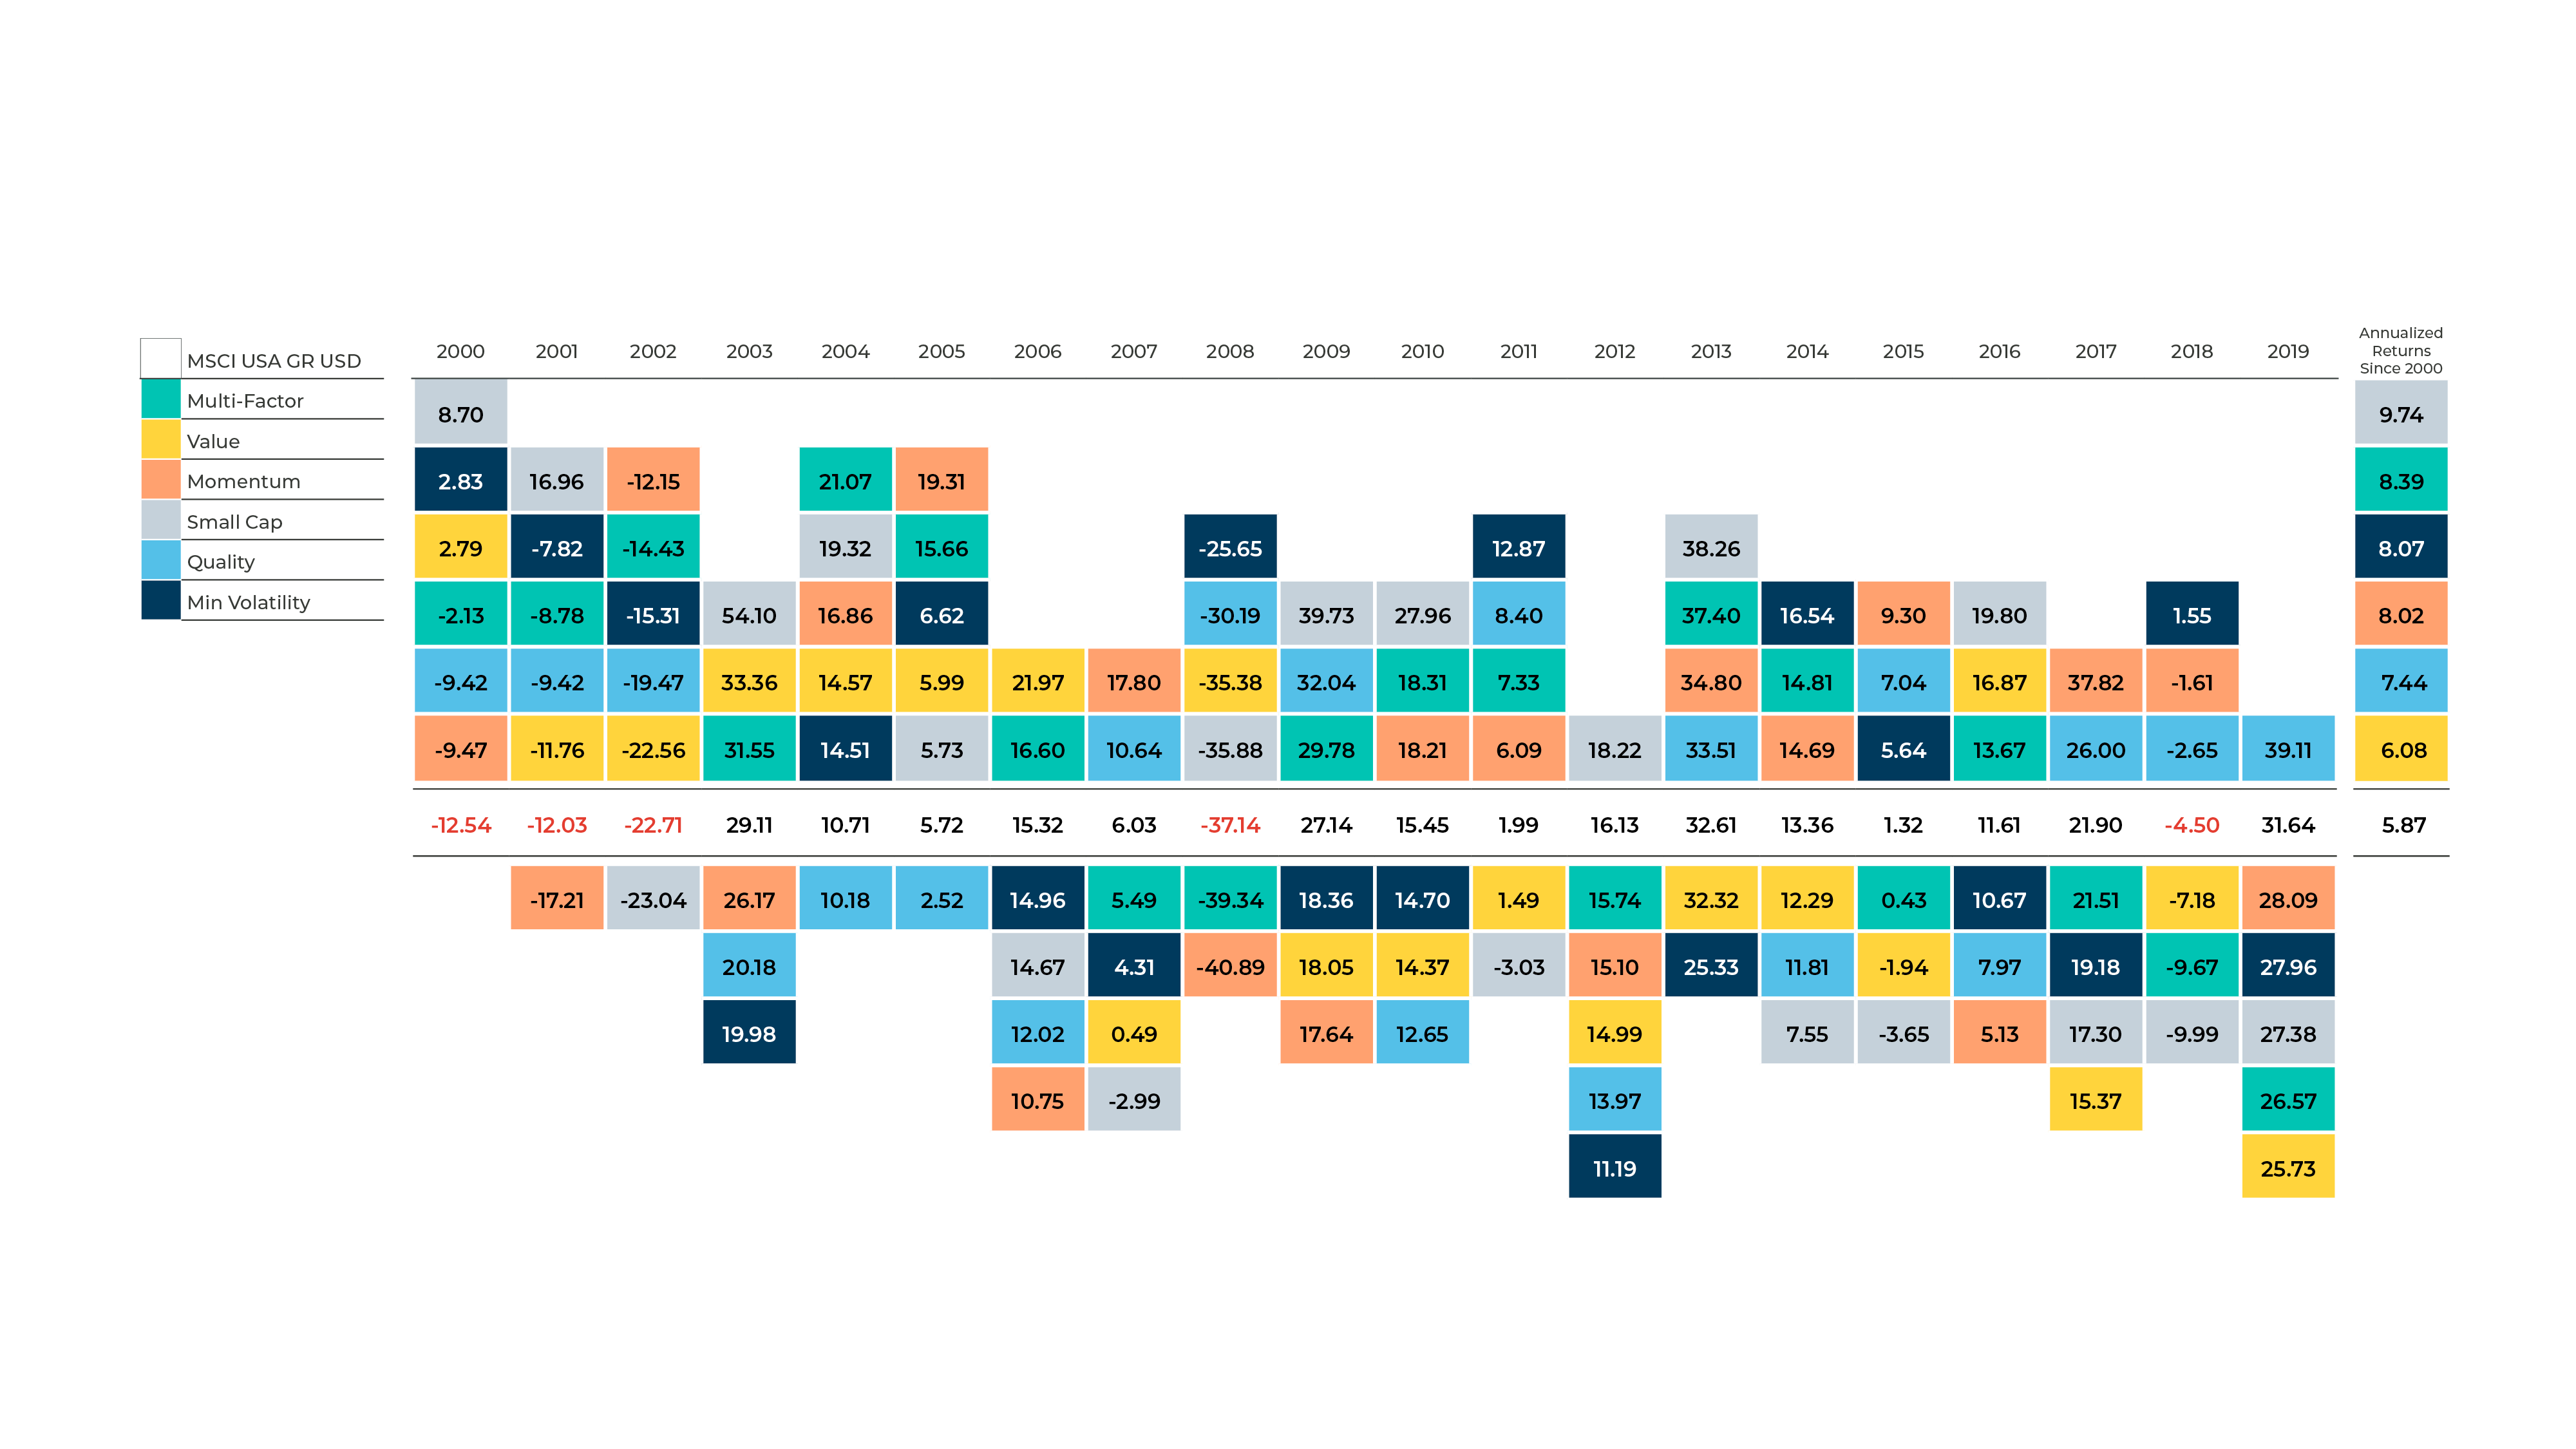 MSCI USA GR USD
Multi-Factor
Value
Momentum
Small Cap
Quality
Min Volatility
2000 2001 2002 2003 2004 2005 2006 2007 2008 2009 2010 2011 2012 2013 2014 2015 2016 2017 2018 2019
Annualized
Returns
Since 2000
8.70 9.74
2.83 16.96 -12.15 21.07 19.31 8.39
2.79 -7.82 -14.43 19.32 15.66 -25.65 12.87 38.26 8.07
-2.13 -8.78 -15.31 54.10 16.86 6.62 -30.19 39.73 27.96 8.40 37.40 16.54 9.30 19.80 1.55 8.02
-9.42 -9.42 -19.47 33.36 14.57 5.99 21.97 17.80 -35.38 32.04 18.31 7.33 34.80 14.81 7.04 16.87 37.82 -1.61 7.44
-9.47 -11.76 -22.56 31.55 14.51 5.73 16.60 10.64 -35.88 29.78 18.21 6.09 18.22 33.51 14.69 5.64 13.67 26.00 -2.65 39.11 6.08
-12.54 -12.03 -22.71 29.11 10.71 5.72 15.32 6.03 -37.14 27.14 15.45 1.99 16.13 32.61 13.36 1.32 11.61 21.90 -4.50 31.64 5.87
-17.21 -23.04 26.17 10.18 2.52 14.96 5.49 -39.34 18.36 14.70 1.49 15.74 32.32 12.29 0.43 10.67 21.51 -7.18 28.09
20.18 14.67 4.31 -40.89 18.05 14.37 -3.03 15.10 25.33 11.81 -1.94 7.97 19.18 -9.67 27.96
19.98 12.02 0.49 17.64 12.65 14.99 7.55 -3.65 5.13 17.30 -9.99 27.38
10.75 -2.99 13.97 15.37 26.57
11.19 25.73